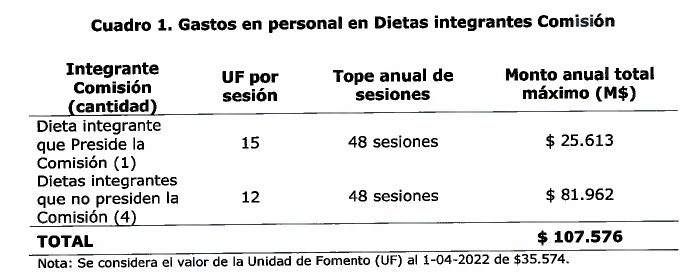 Cuadro 1. Gastos en personal en Dietas integrantes Comisión
Integrante Comisión (cantidad) UF por sesión Tope anual de sesiones Monto anual total máximo (M$)
Dieta integrante que Preside la Comisión (1) 15 48 sesiones $ 25.613
Dietas integrantes que no presiden la Comisión (4) 12 48 sesiones $ 81.962
TOTAL $ 107.576
Nota: Se considera el valor de la Unidad de Fomento (UF) al 1-04-2022 de $35.574.